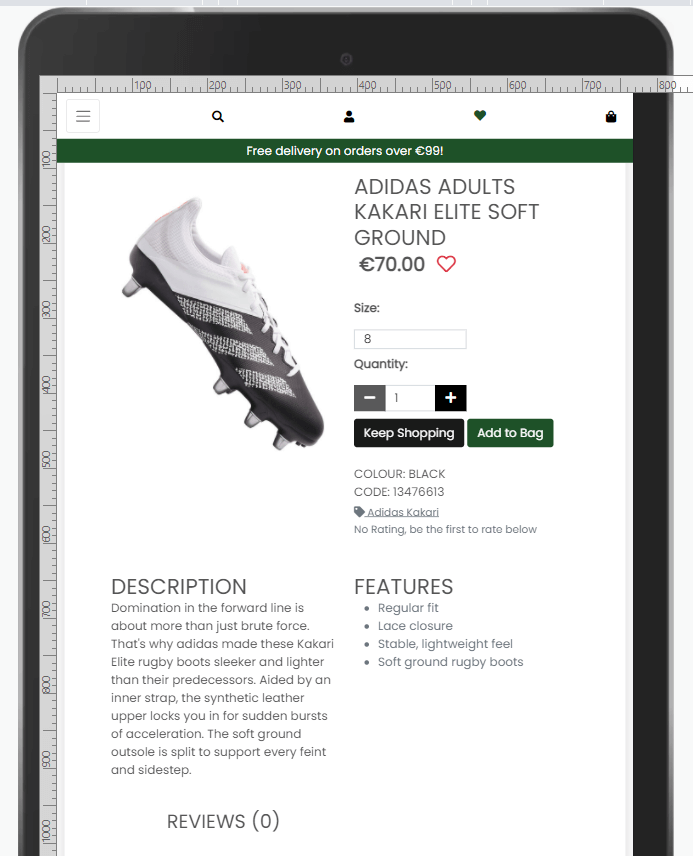 100 200 300 400 500 600 700 800
Free delivery on orders over €99!
ADIDAS ADULTS
KAKARI ELITE SOFT
GROUND
€70.00
Size:
8
Quantity:
− 1 +
Keep Shopping Add to Bag
COLOUR: BLACK
CODE: 13476613
Adidas Kakari
No Rating, be the first to rate below
DESCRIPTION
Domination in the forward line is
about more than just brute force.
That's why adidas made these Kakari
Elite rugby boots sleeker and lighter
than their predecessors. Aided by an
inner strap, the synthetic leather
upper locks you in for sudden bursts
of acceleration. The soft ground
outsole is split to support every feint
and sidestep.
FEATURES
Regular fit
Lace closure
Stable, lightweight feel
Soft ground rugby boots
REVIEWS (0)
100
200
300
400
500
600
700
800
900
1000